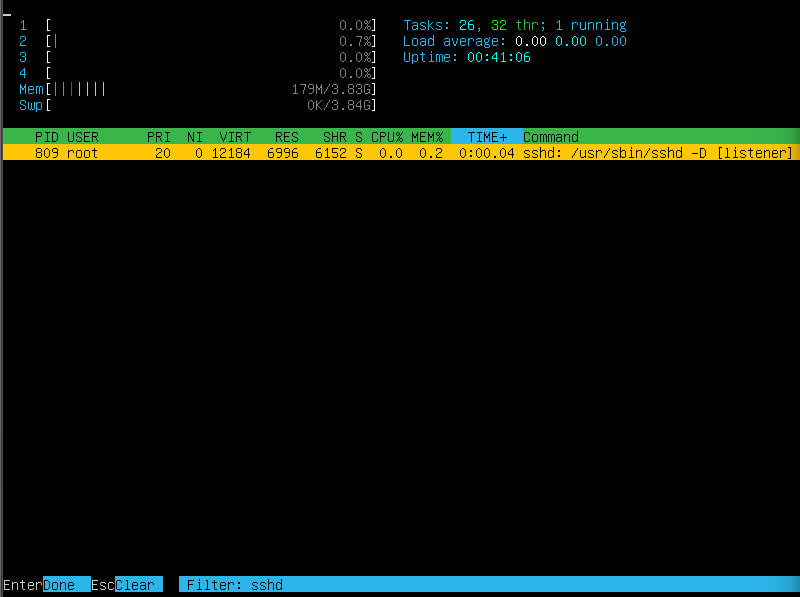 1 [ 0.0%] Tasks: 26, 32 thr; 1 running
2 [| 0.7%] Load average: 0.00 0.00 0.00
3 [ 0.0%] Uptime: 00:41:06
4 [ 0.0%]
Mem[||||||| 179M/3.83G]
Swp[ 0K/3.84G]
PID USER PRI NI VIRT RES SHR S CPU% MEM% TIME+ Command
809 root 20 0 12184 6996 6152 S 0.0 0.2 0:00.04 sshd: /usr/sbin/sshd -D [listener]
EnterDone EscClear Filter: sshd